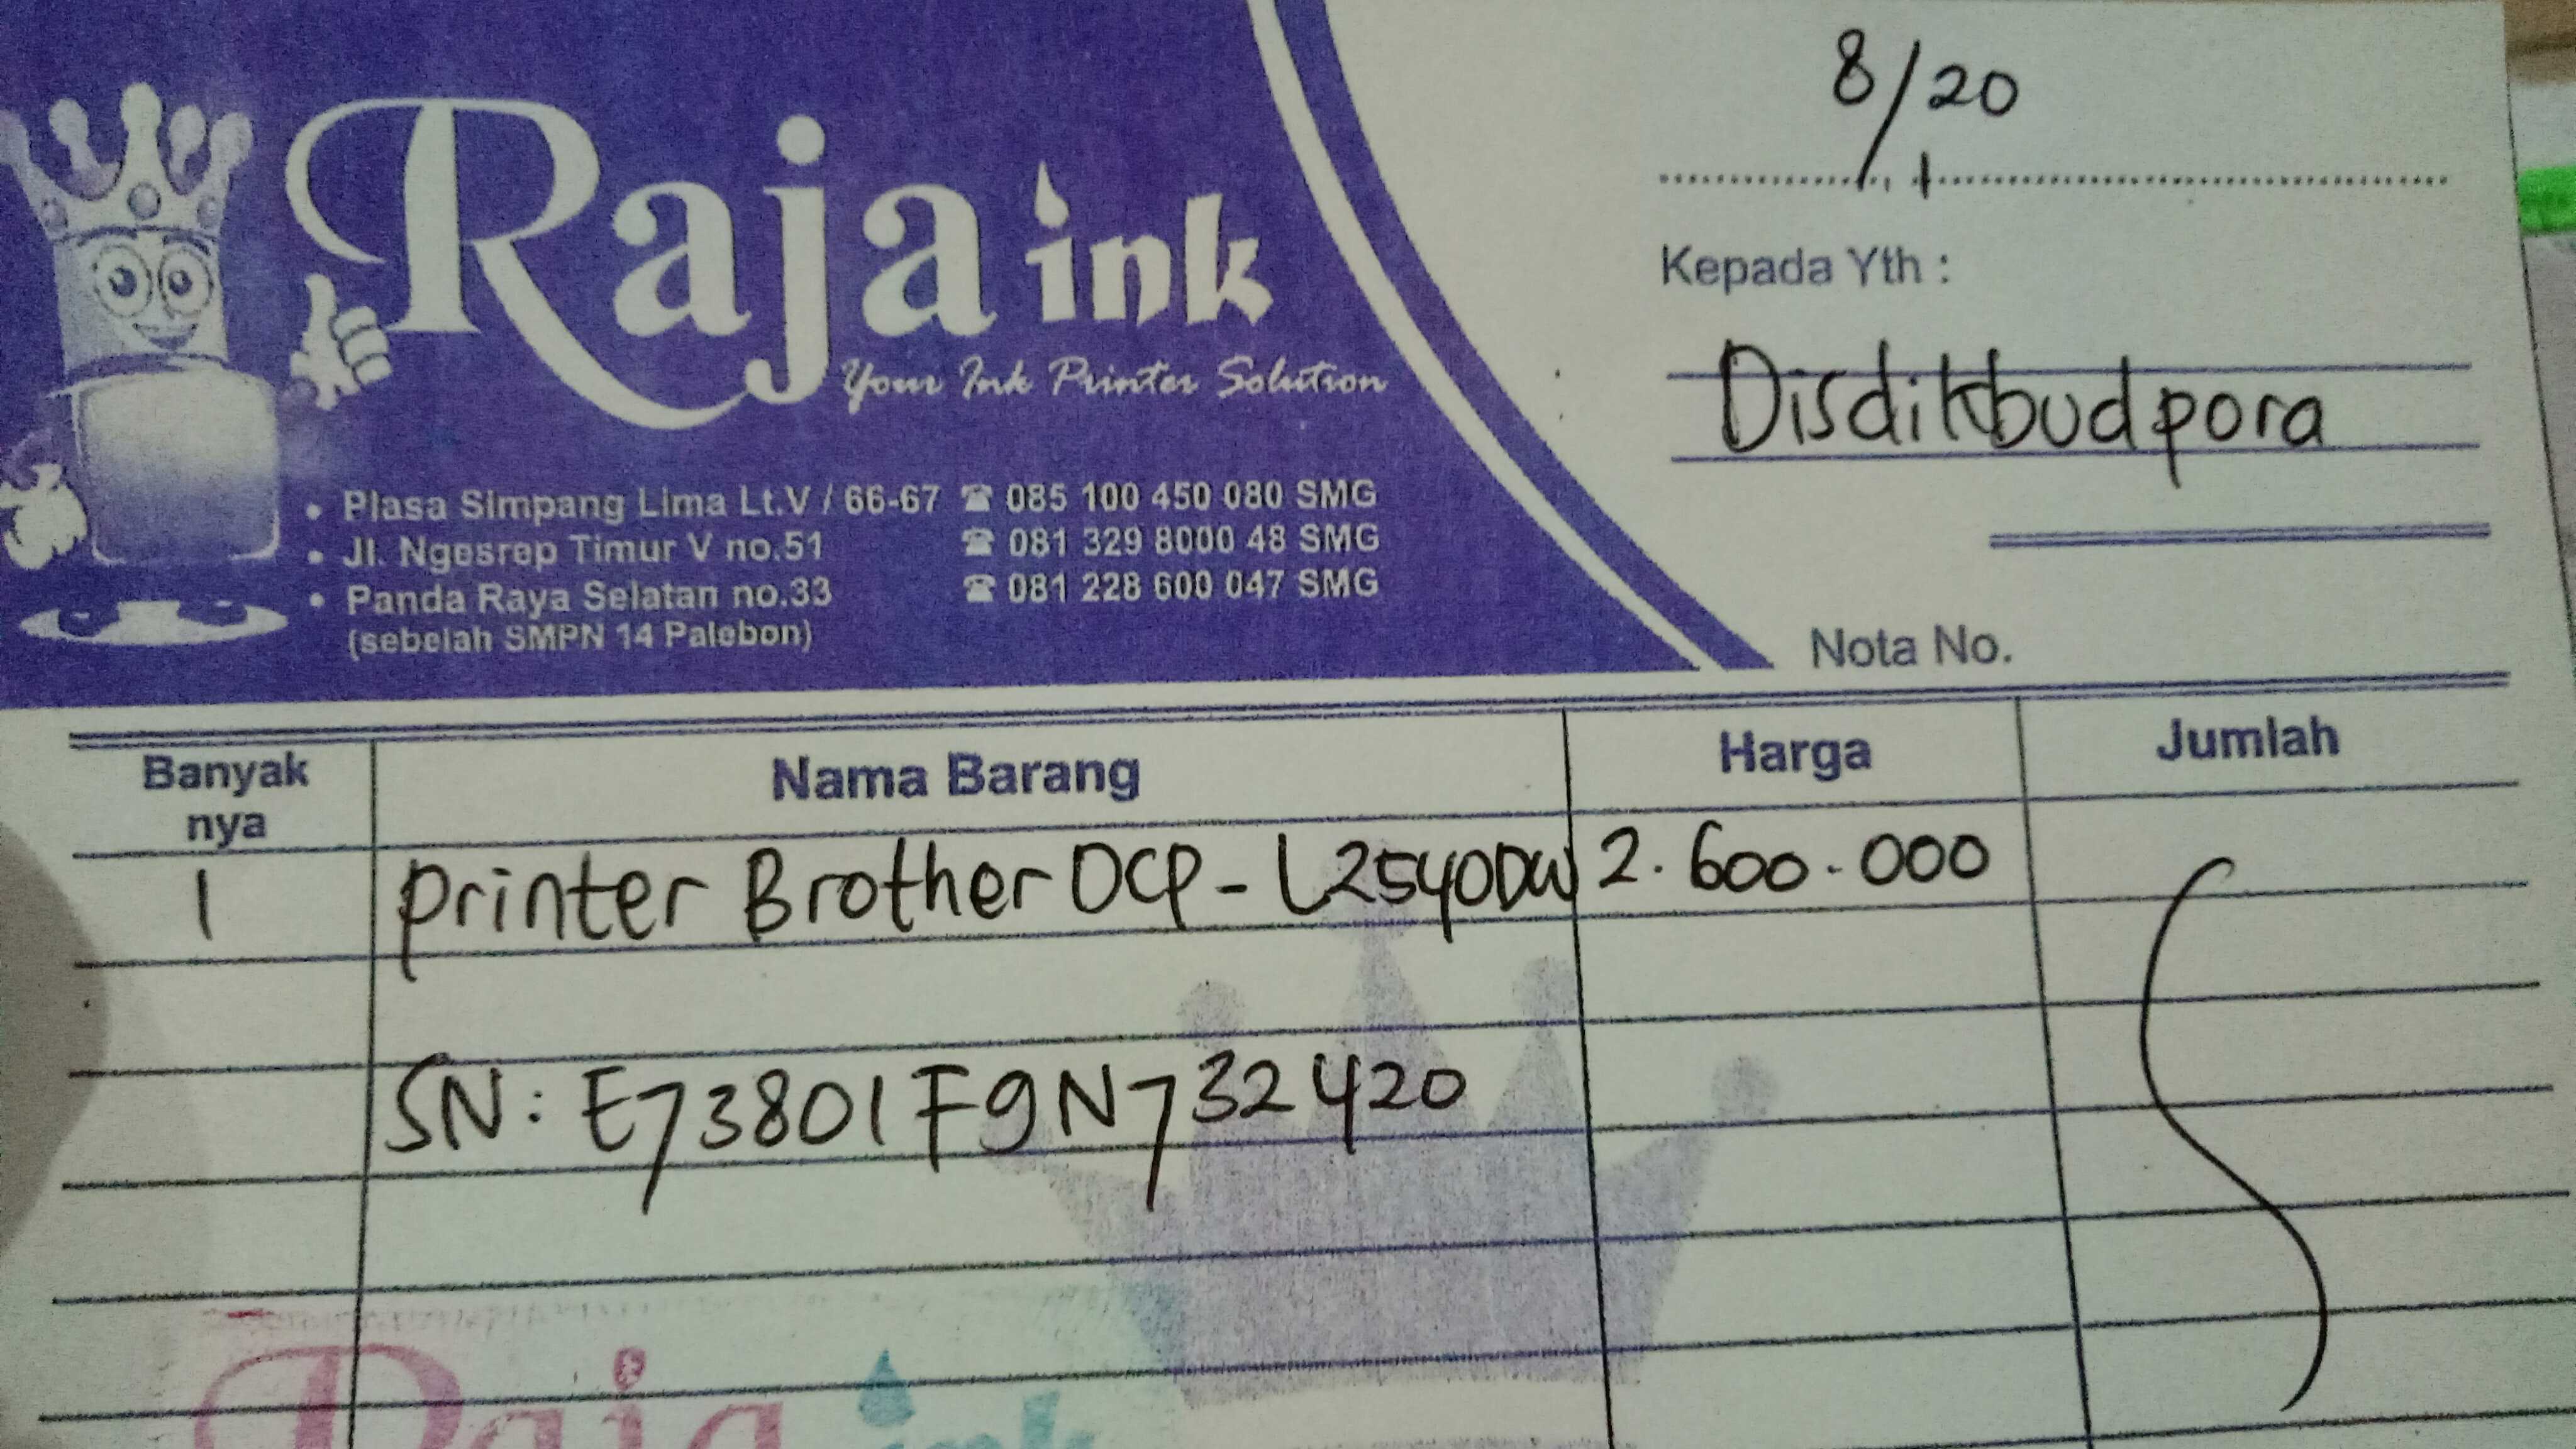 8/20
1
Raja ink
Your Ink Printer Solution
Kepada Yth :
Disdikbudpora
• Plasa Simpang Lima Lt.V / 66-67 ☎ 085 100 450 080 SMG
• Jl. Ngesrep Timur V no.51 ☎ 081 329 8000 48 SMG
• Panda Raya Selatan no.33 ☎ 081 228 600 047 SMG
(sebelah SMPN 14 Palebon)
Nota No.
Banyak nya Nama Barang Harga Jumlah
1 Printer Brother DCP-L2540DW 2.600.000
SN: E73801F9N732420
Raja ink